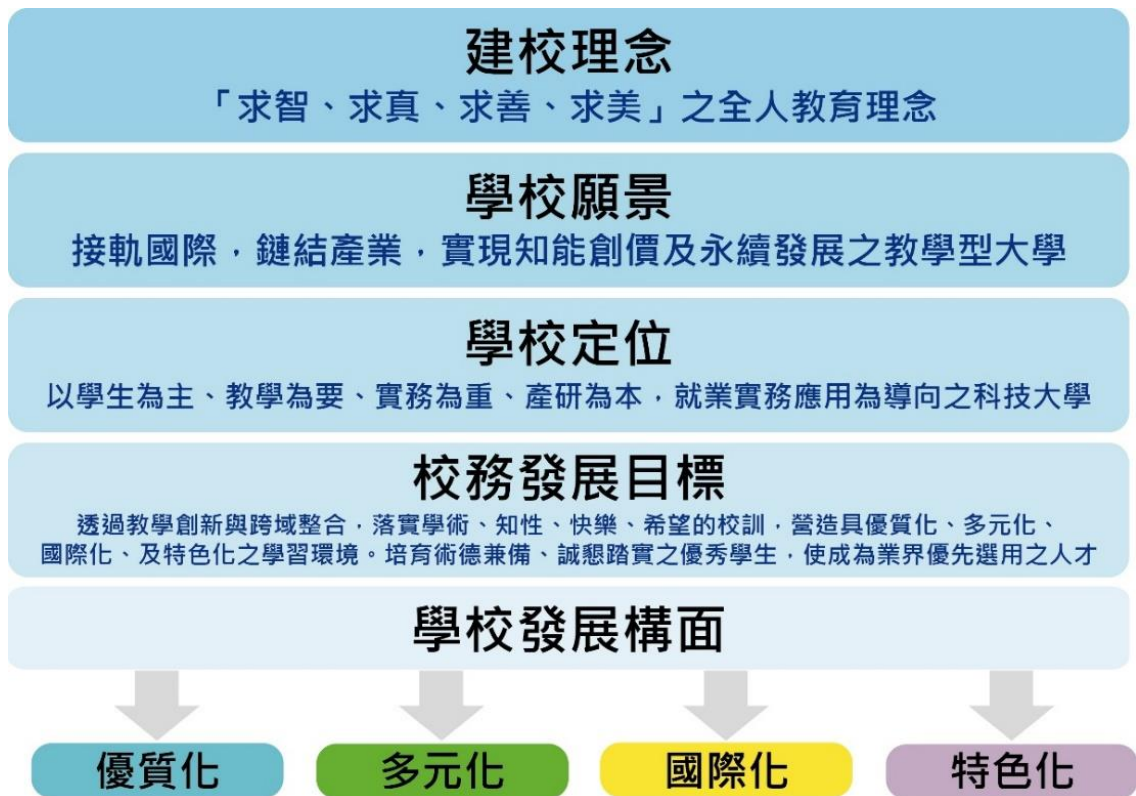 建校理念
「求智、求真、求善、求美」之全人教育理念
學校願景
接軌國際，鏈結產業，實現知能創價及永續發展之教學型大學
學校定位
以學生為主、教學為要、實務為重、產研為本，就業實務應用為導向之科技大學
校務發展目標
透過教學創新與跨域整合，落實學術、知性、快樂、希望的校訓，營造具優質化、多元化、
國際化、及特色化之學習環境。培育術德兼備、誠懇踏實之優秀學生，使成為業界優先選用之人才
學校發展構面
優質化
多元化
國際化
特色化